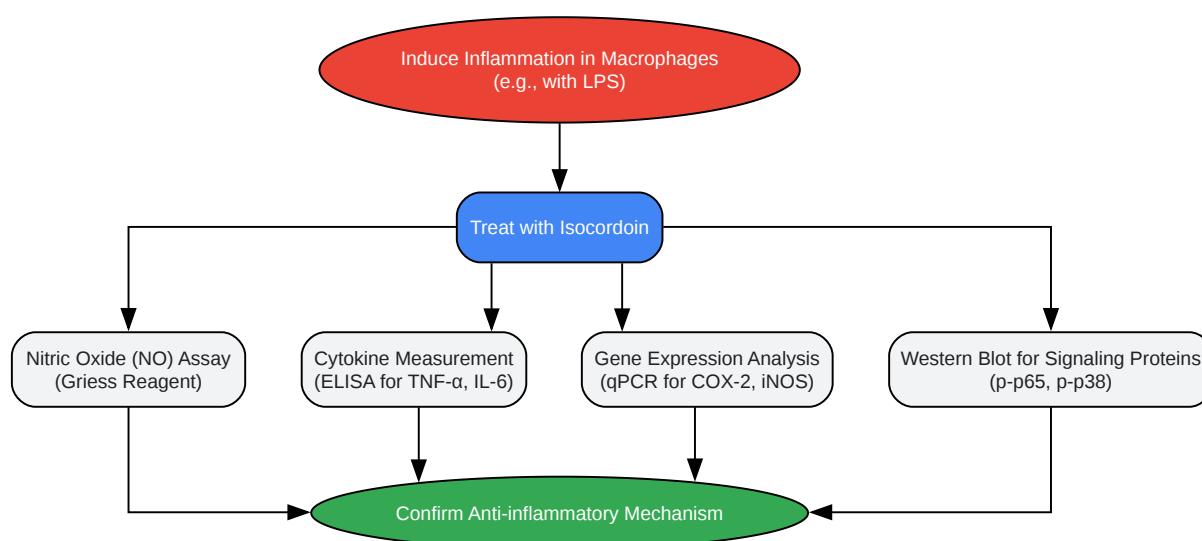 Induce Inflammation in Macrophages
(e.g., with LPS)
Treat with Isocordoin
Nitric Oxide (NO) Assay
(Griess Reagent)
Cytokine Measurement
(ELISA for TNF-α, IL-6)
Gene Expression Analysis
(qPCR for COX-2, iNOS)
Western Blot for Signaling Proteins
(p-p65, p-p38)
Confirm Anti-inflammatory Mechanism